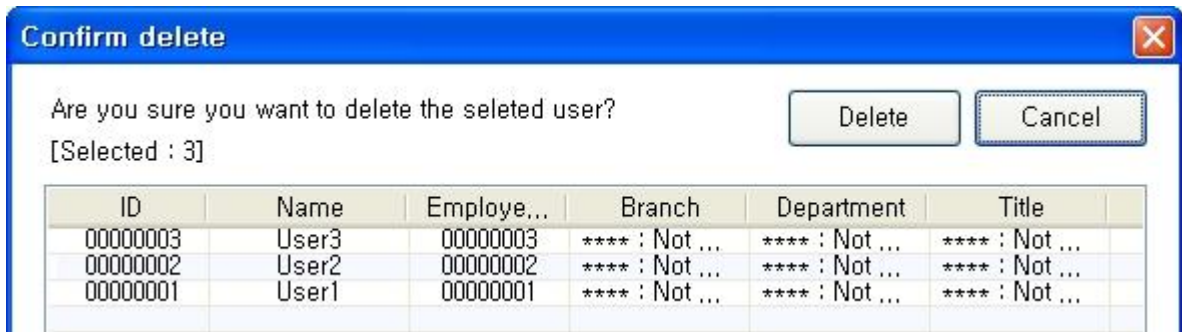 Confirm delete
Are you sure you want to delete the seleted user?
Delete Cancel
[Selected : 3]
ID Name Employe... Branch Department Title
00000003 User3 00000003 **** : Not ... **** : Not ... **** : Not ...
00000002 User2 00000002 **** : Not ... **** : Not ... **** : Not ...
00000001 User1 00000001 **** : Not ... **** : Not ... **** : Not ...